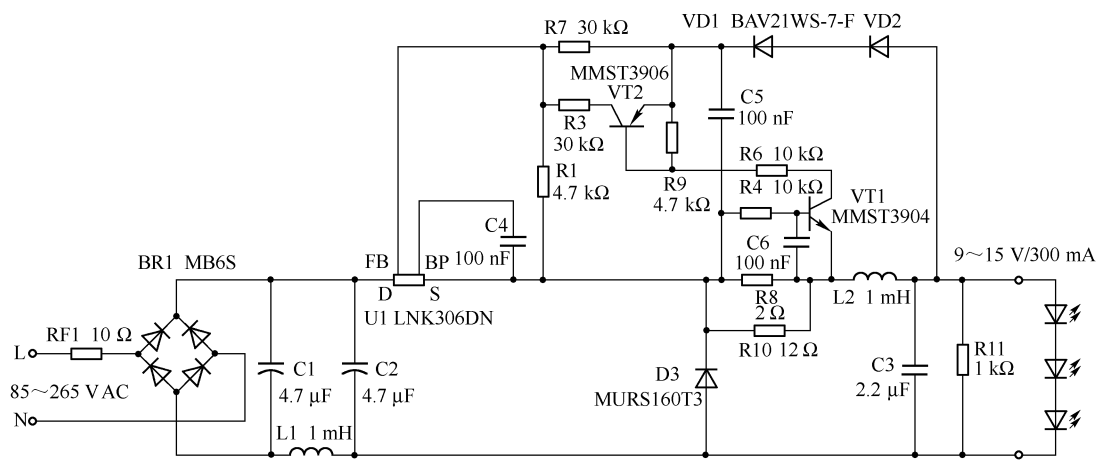 R7 30 kΩ
VD1 BAV21WS-7-F VD2
MMST3906
VT2
C5
100 nF
R3
30 kΩ
R1
4.7 kΩ
R9
4.7 kΩ
R6 10 kΩ
R4 10 kΩ
VT1
MMST3904
C4
100 nF
C6
100 nF
BR1 MB6S
FB
BP
D
S
U1 LNK306DN
R8
2 Ω
L2 1 mH
9～15 V/300 mA
RF1 10 Ω
L
R10 12 Ω
C1
4.7 μF
C2
4.7 μF
D3
MURS160T3
C3
2.2 μF
R11
1 kΩ
85～265 VAC
N
L1 1 mH